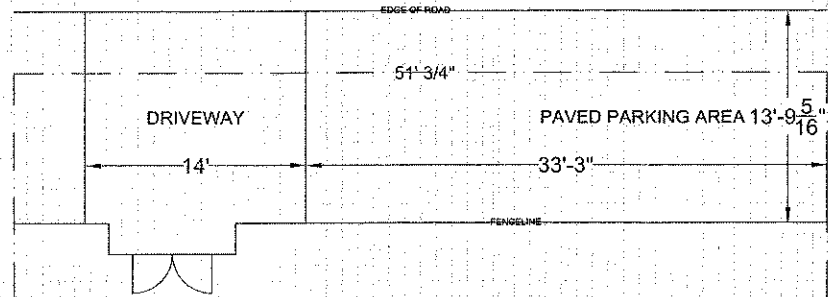 EDGE OF ROAD
51' 3/4"
DRIVEWAY
PAVED PARKING AREA 13'-9 5/16"
14'
33'-3"
FENCELINE